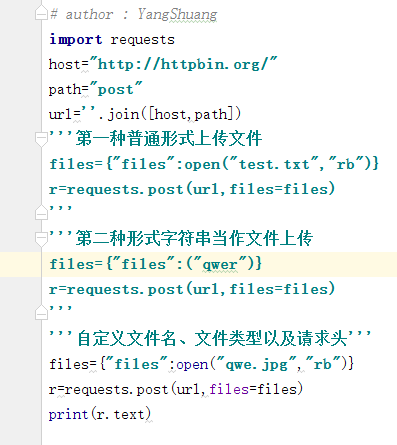 # author : YangShuang
import requests
host="http://httpbin.org/"
path="post"
url=''.join([host,path])
'''第一种普通形式上传文件
files={"files":open("test.txt","rb")}
r=requests.post(url,files=files)
'''
'''第二种形式字符串当作文件上传
files={"files":("qwer")}
r=requests.post(url,files=files)
'''
'''自定义文件名、文件类型以及请求头'''
files={"files":open("qwe.jpg","rb")}
r=requests.post(url,files=files)
print(r.text)